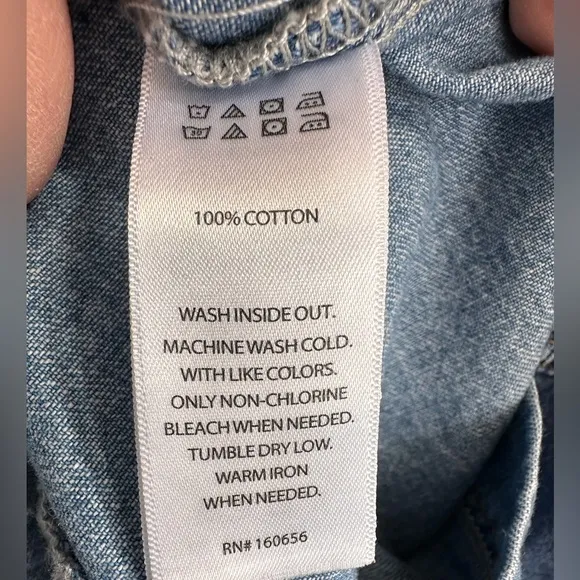 100% COTTON
WASH INSIDE OUT.
MACHINE WASH COLD.
WITH LIKE COLORS.
ONLY NON-CHLORINE
BLEACH WHEN NEEDED.
TUMBLE DRY LOW.
WARM IRON
WHEN NEEDED.
RN# 160656